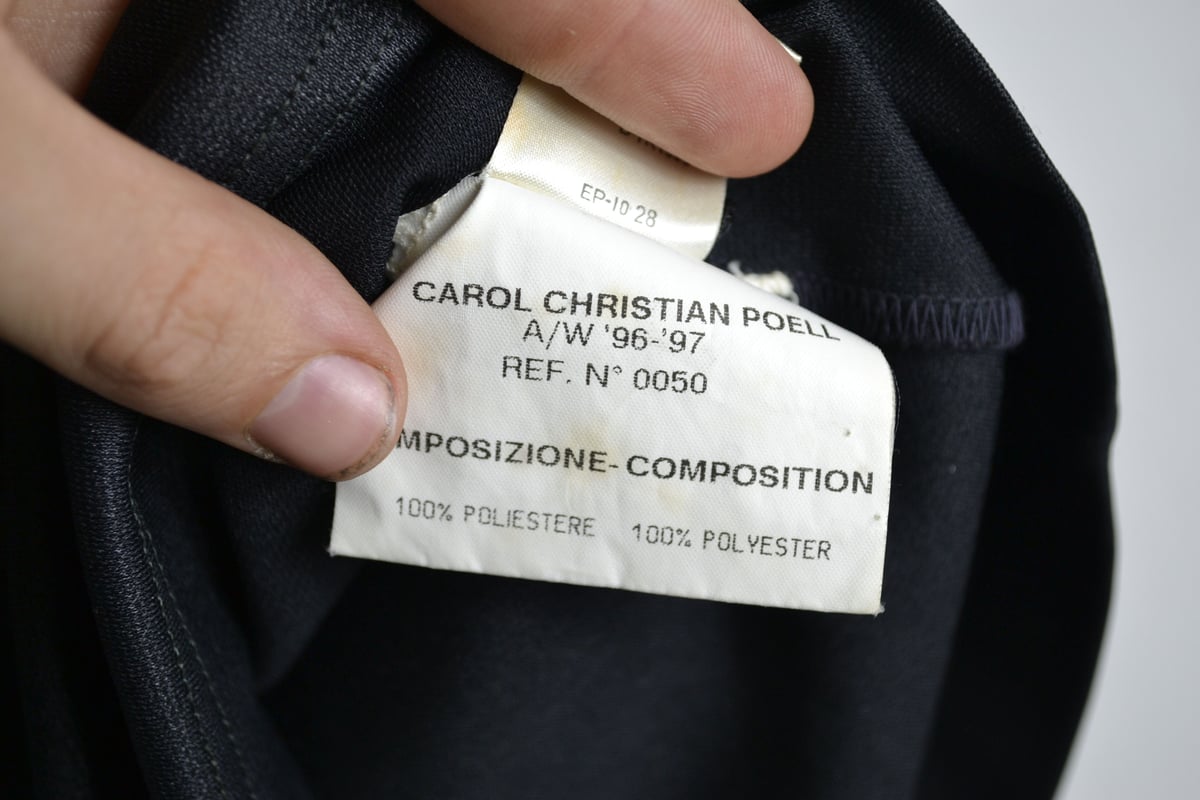 EP-10 28
CAROL CHRISTIAN POELL
A/W '96-'97
REF. N° 0050
MPOSIZIONE-COMPOSITION
100% POLIESTERE 100% POLYESTER